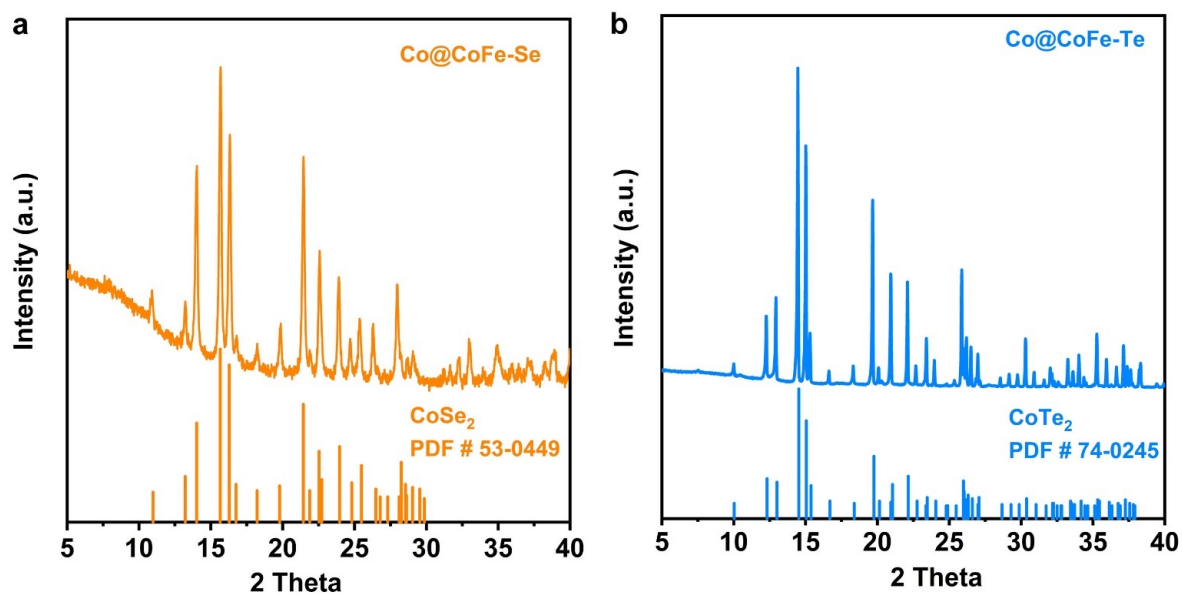 a
Co@CoFe-Se
Intensity (a.u.)
CoSe₂
PDF # 53-0449
5 10 15 20 25 30 35 40
2 Theta
b
Co@CoFe-Te
Intensity (a.u.)
CoTe₂
PDF # 74-0245
5 10 15 20 25 30 35 40
2 Theta